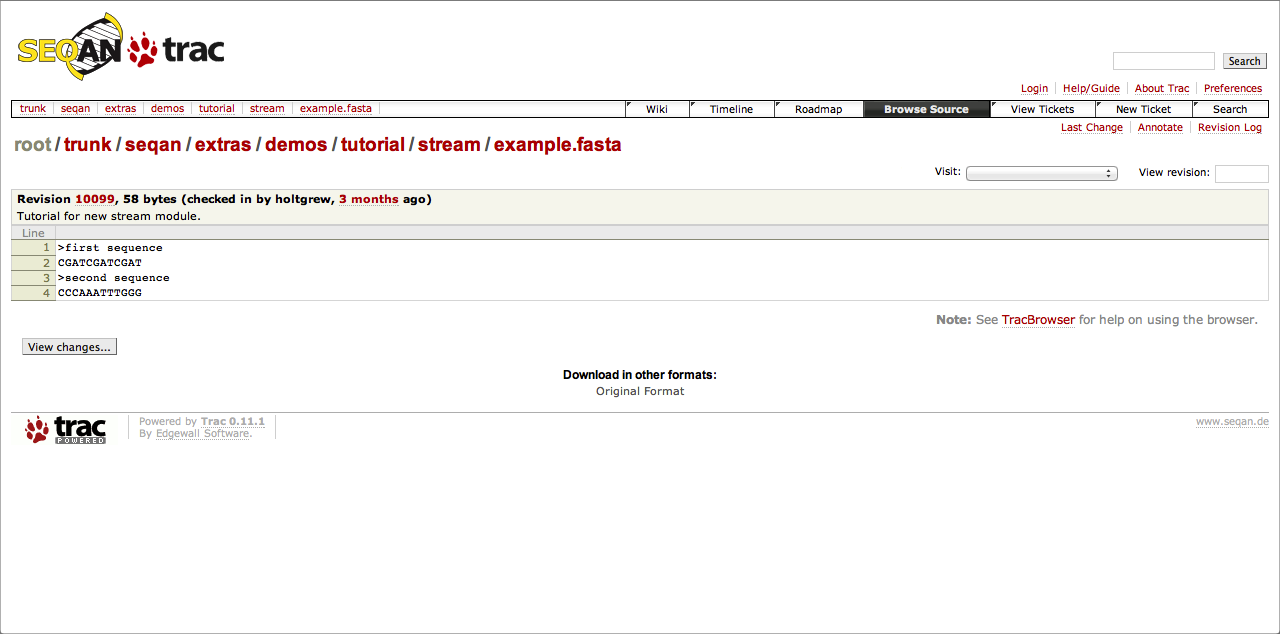 SEQAN trac
Search
Login Help/Guide About Trac Preferences
trunk seqan extras demos tutorial stream example.fasta Wiki Timeline Roadmap Browse Source View Tickets New Ticket Search
Last Change Annotate Revision Log
root / trunk / seqan / extras / demos / tutorial / stream / example.fasta
Visit: View revision:
Revision 10099, 58 bytes (checked in by holtgrew, 3 months ago)
Tutorial for new stream module.
Line
1 >first sequence
2 CGATCGATCGAT
3 >second sequence
4 CCCAAATTTGGG
Note: See TracBrowser for help on using the browser.
View changes...
Download in other formats:
Original Format
trac POWERED
Powered by Trac 0.11.1
By Edgewall Software.
www.seqan.de